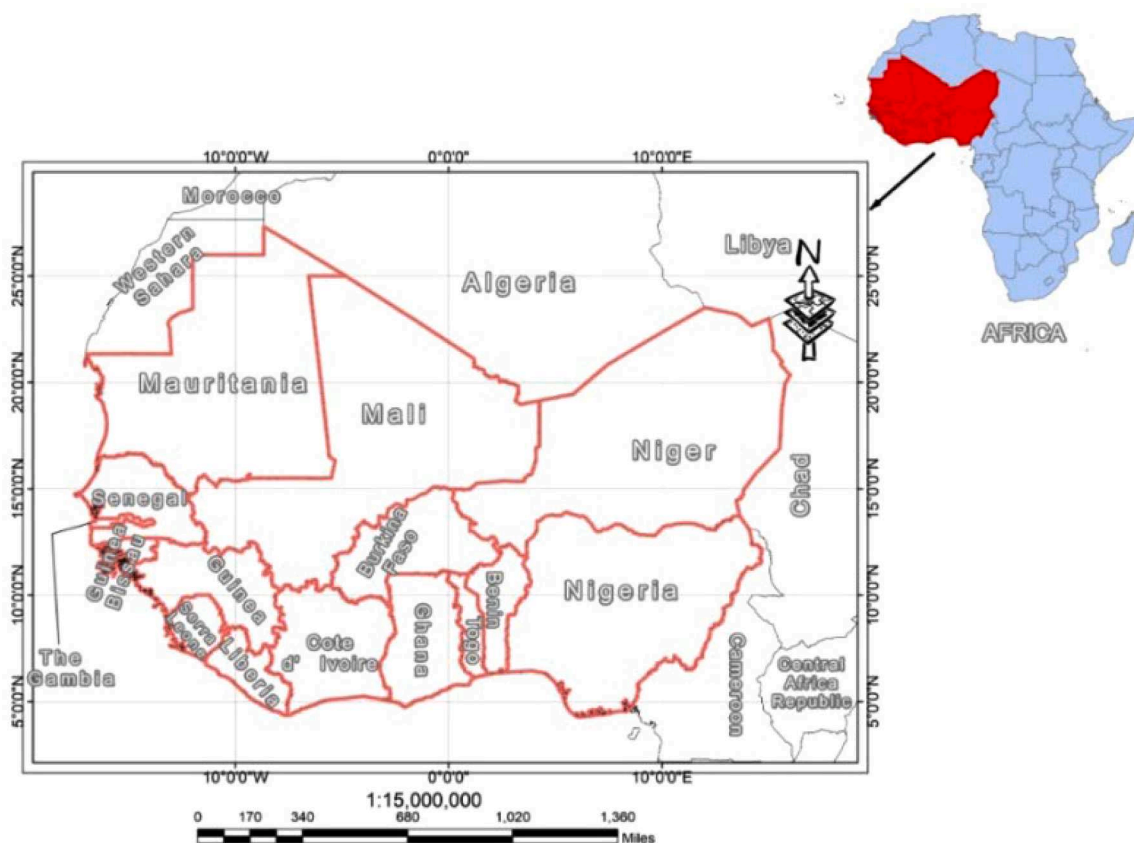 AFRICA
10°0'0"W 0°0'0" 10°0'0"E
Morocco
Western
Sahara
Libya
N
Algeria
25°0'0"N
25°0'0"N
Mauritania
20°0'0"N
20°0'0"N
Mali
Niger
Chad
15°0'0"N
15°0'0"N
Senegal
Guinea
Bissau
Burkina
Faso
Guinea
Benin
Nigeria
10°0'0"N
10°0'0"N
Serra
Leone
Liberia
Cote
d' Ivoire
Ghana
Togo
Cameroon
Central
Africa
Republic
The
Gambia
5°0'0"N
5°0'0"N
10°0'0"W 0°0'0" 10°0'0"E
1:15,000,000
0 170 340 680 1,020 1,360
Miles